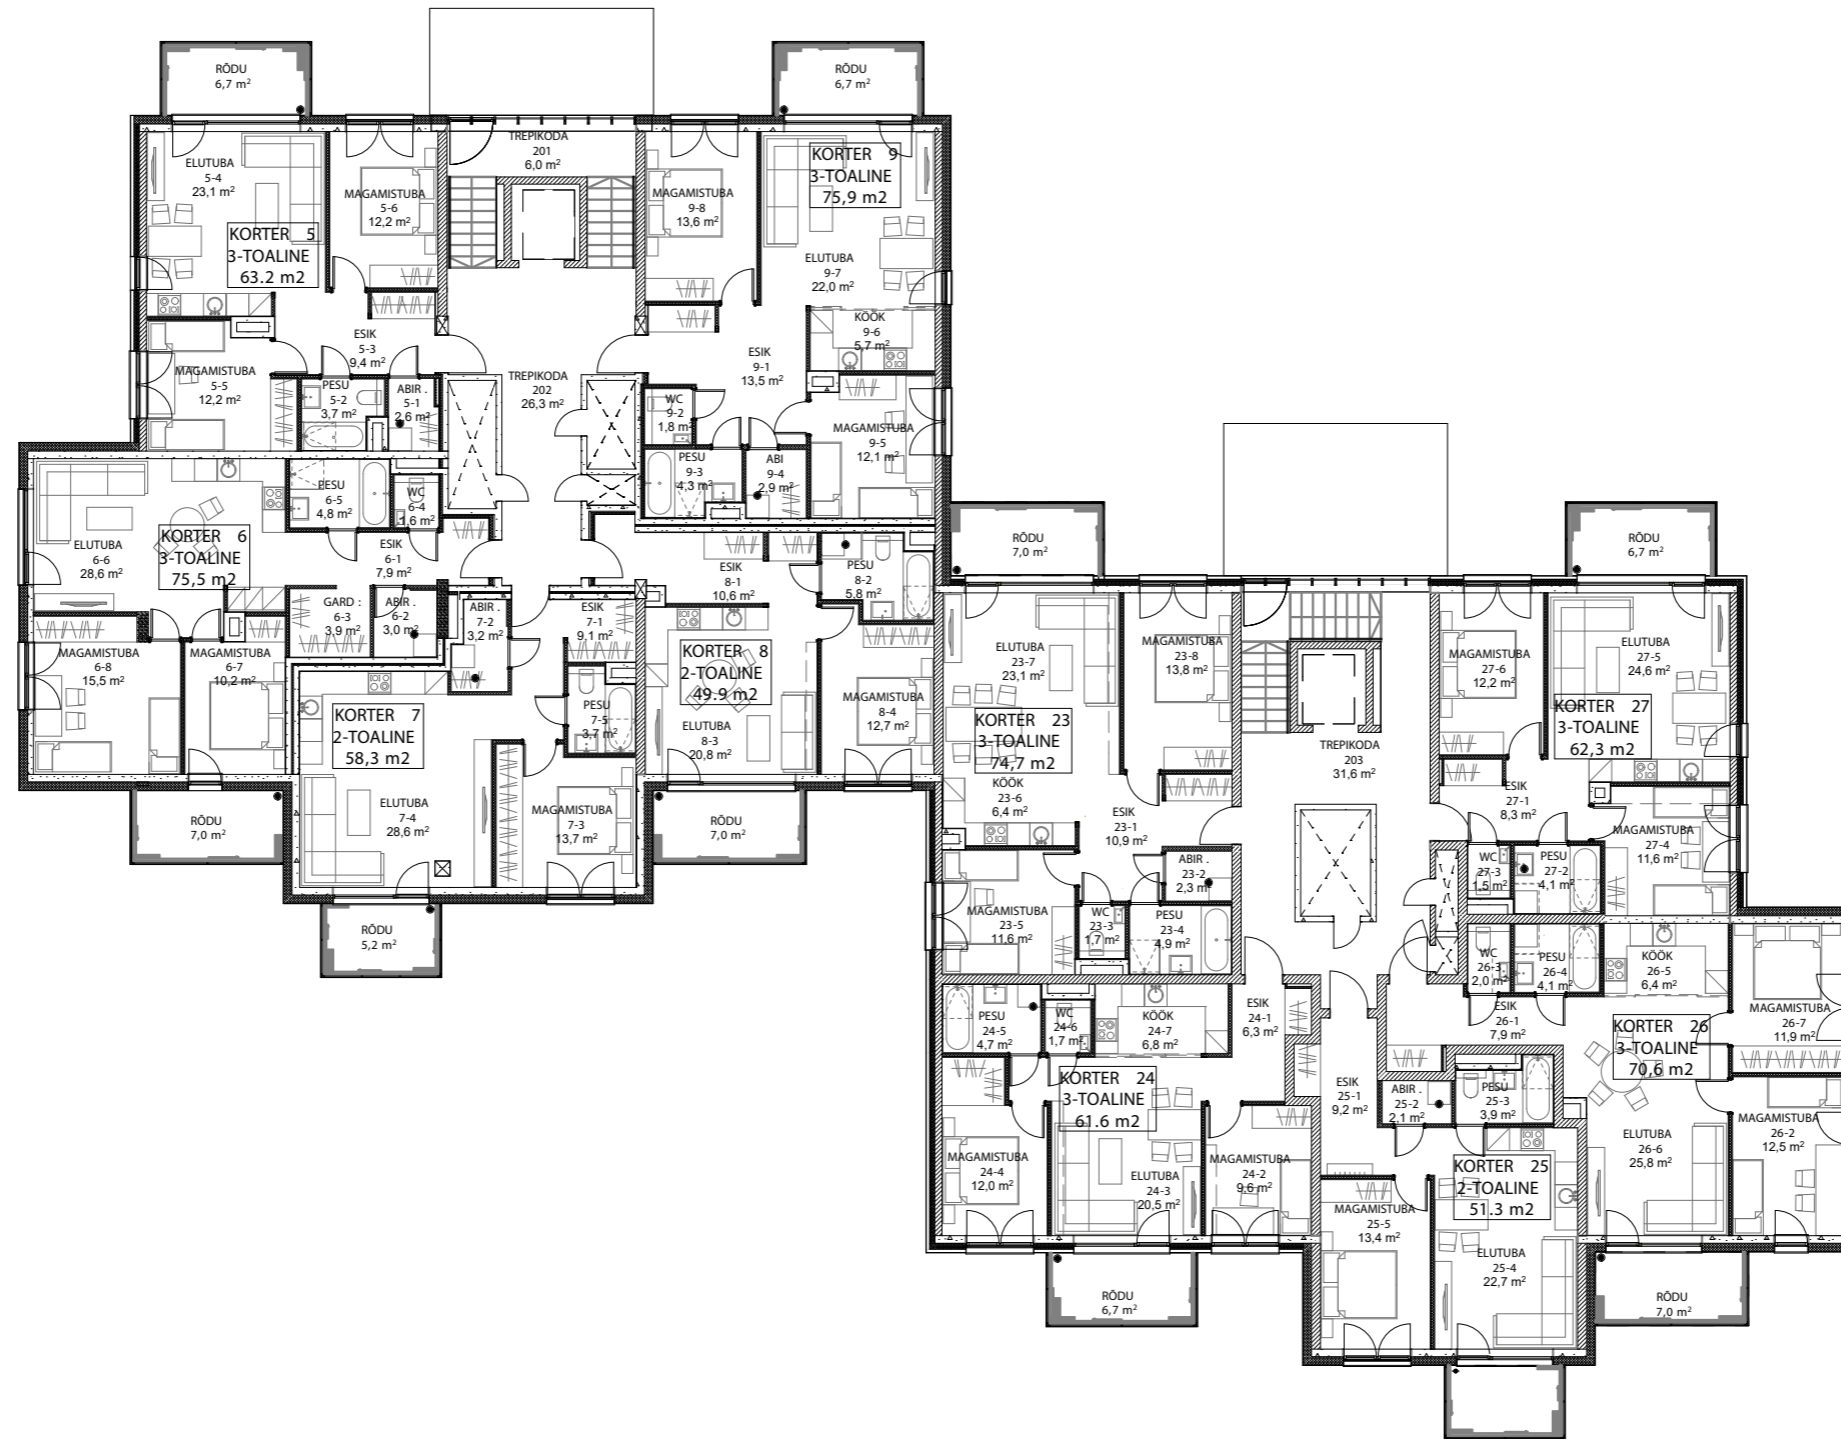 RÕDU
6,7 m²
RÕDU
6,7 m²
TREPIKODA
201
6,0 m²
ELUTUBA
5-4
23,1 m²
KORTER 5
3-TOALINE
63.2 m2
MAGAMISTUBA
5-6
12,2 m²
MAGAMISTUBA
9-8
13,6 m²
KORTER 9
3-TOALINE
75,9 m2
ELUTUBA
9-7
22,0 m²
KÖÖK
9-6
5,7 m²
ESIK
5-3
9,4 m²
MAGAMISTUBA
5-5
12,2 m²
PESU
5-2
3,7 m²
ABIR.
5-1
2,6 m²
TREPIKODA
202
26,3 m²
ESIK
9-1
13,5 m²
WC
9-2
1,8 m²
MAGAMISTUBA
9-5
12,1 m²
PESU
9-3
4,3 m²
ABI
9-4
2,9 m²
PESU
6-5
4,8 m²
WC
6-4
1,6 m²
ELUTUBA
6-6
28,6 m²
KORTER 6
3-TOALINE
75,5 m2
ESIK
6-1
7,9 m²
GARD :
6-3
3,9 m²
ABIR.
6-2
3,0 m²
ABIR.
7-2
3,2 m²
ESIK
7-1
9,1 m²
ESIK
8-1
10,6 m²
PESU
8-2
5,8 m²
MAGAMISTUBA
6-8
15,5 m²
MAGAMISTUBA
6-7
10,2 m²
KORTER 7
2-TOALINE
58,3 m2
PESU
7-5
3,7 m²
KORTER 8
2-TOALINE
49.9 m2
ELUTUBA
8-3
20,8 m²
MAGAMISTUBA
8-4
12,7 m²
RÕDU
7,0 m²
ELUTUBA
7-4
28,6 m²
MAGAMISTUBA
7-3
13,7 m²
RÕDU
7,0 m²
RÕDU
5,2 m²
RÕDU
7,0 m²
RÕDU
6,7 m²
ELUTUBA
23-7
23,1 m²
MAGAMISTUBA
23-8
13,8 m²
KORTER 23
3-TOALINE
74,7 m2
KÖÖK
23-6
6,4 m²
TREPIKODA
203
31,6 m²
MAGAMISTUBA
27-6
12,2 m²
ELUTUBA
27-5
24,6 m²
KORTER 27
3-TOALINE
62,3 m2
ESIK
23-1
10,9 m²
ABIR.
23-2
2,3 m²
ESIK
27-1
8,3 m²
MAGAMISTUBA
27-4
11,6 m²
WC
27-3
1,5 m²
PESU
27-2
4,1 m²
MAGAMISTUBA
23-5
11,6 m²
WC
23-3
1,7 m²
PESU
23-4
4,9 m²
WC
26-3
2,0 m²
PESU
26-4
4,1 m²
KÖÖK
26-5
6,4 m²
PESU
24-5
4,7 m²
WC
24-6
1,7 m²
KÖÖK
24-7
6,8 m²
ESIK
24-1
6,3 m²
ESIK
26-1
7,9 m²
KORTER 26
3-TOALINE
70,6 m2
MAGAMISTUBA
26-7
11,9 m²
KORTER 24
3-TOALINE
61.6 m2
ESIK
25-1
9,2 m²
ABIR.
25-2
2,1 m²
PESU
25-3
3,9 m²
MAGAMISTUBA
26-2
12,5 m²
ELUTUBA
26-6
25,8 m²
MAGAMISTUBA
24-4
12,0 m²
ELUTUBA
24-3
20,5 m²
MAGAMISTUBA
24-2
9,6 m²
KORTER 25
2-TOALINE
51.3 m2
MAGAMISTUBA
25-5
13,4 m²
ELUTUBA
25-4
22,7 m²
RÕDU
6,7 m²
RÕDU
7,0 m²